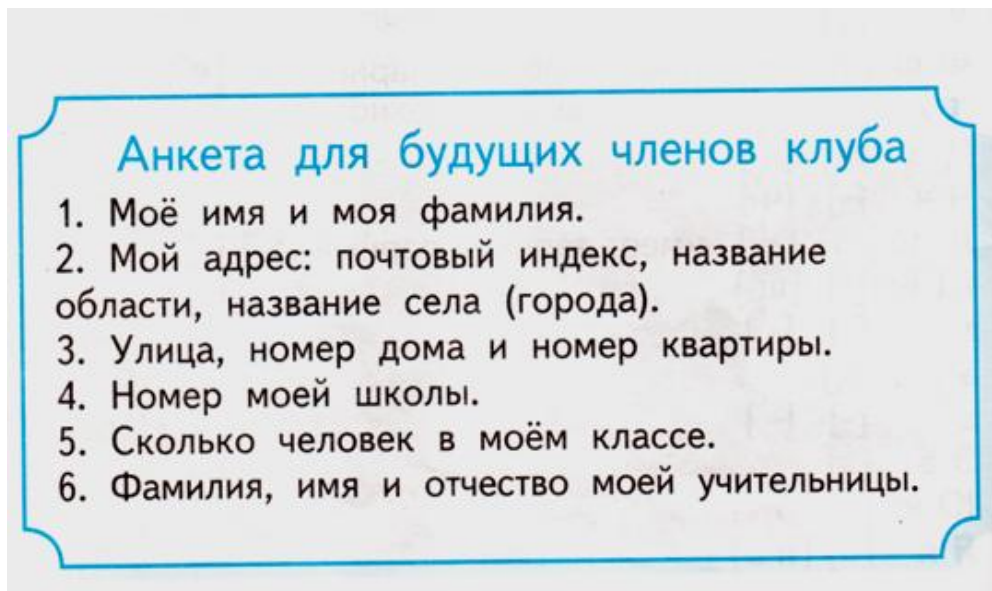 Анкета для будущих членов клуба
1. Моё имя и моя фамилия.
2. Мой адрес: почтовый индекс, название
области, название села (города).
3. Улица, номер дома и номер квартиры.
4. Номер моей школы.
5. Сколько человек в моём классе.
6. Фамилия, имя и отчество моей учительницы.